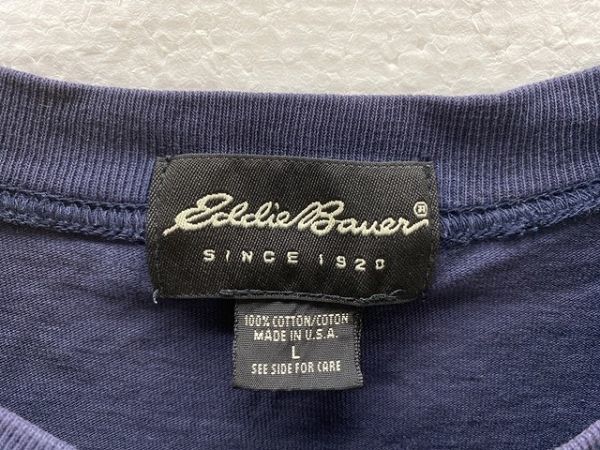 Eddie Bauer®
SINCE 1920
100% COTTON/COTON
MADE IN U.S.A.
L
SEE SIDE FOR CARE